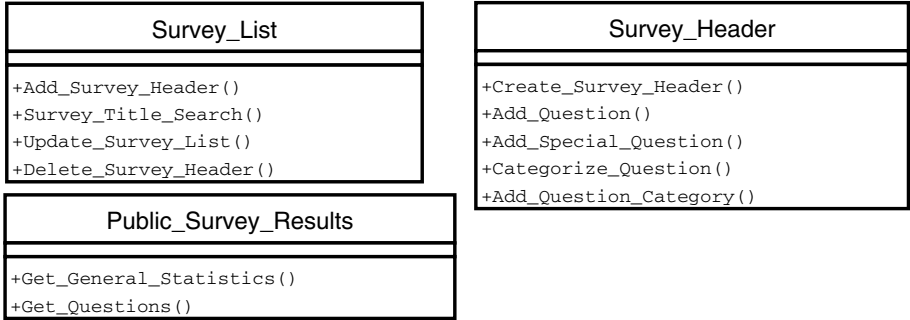 Survey_List
+Add_Survey_Header()
+Survey_Title_Search()
+Update_Survey_List()
+Delete_Survey_Header()
Survey_Header
+Create_Survey_Header()
+Add_Question()
+Add_Special_Question()
+Categorize_Question()
+Add_Question_Category()
Public_Survey_Results
+Get_General_Statistics()
+Get_Questions()